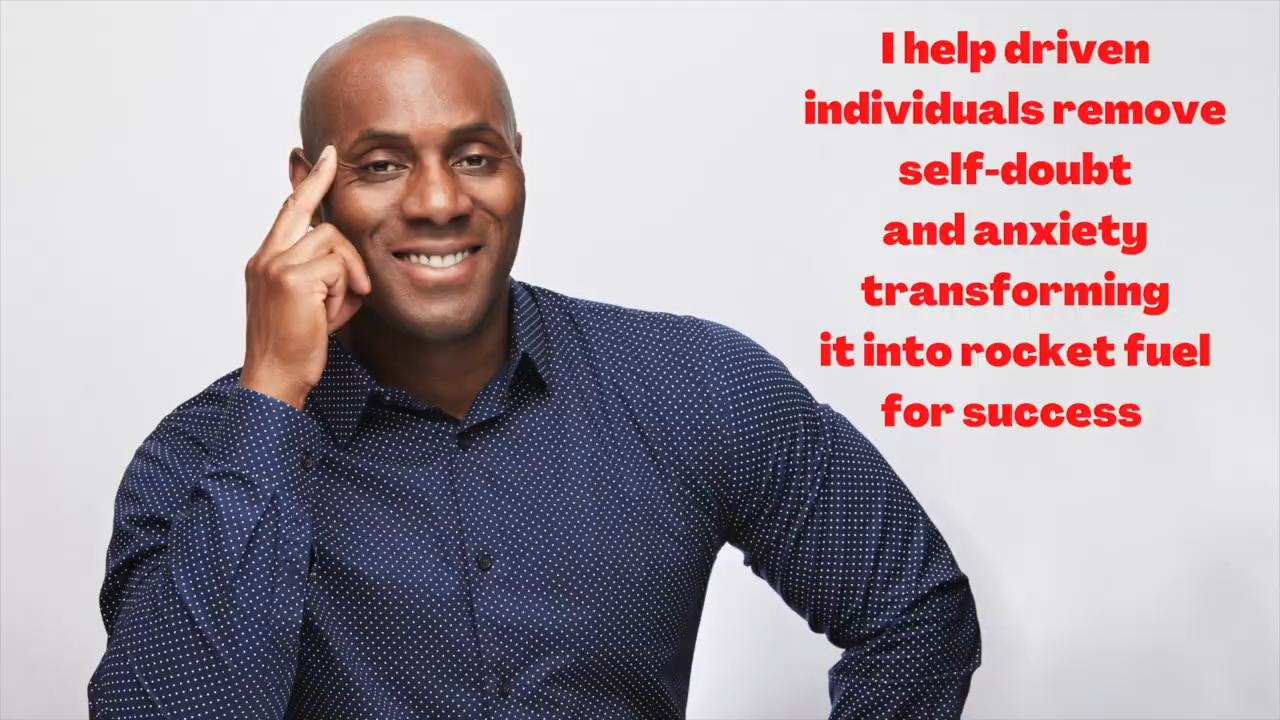 I help driven
individuals remove
self-doubt
and anxiety
transforming
it into rocket fuel
for success